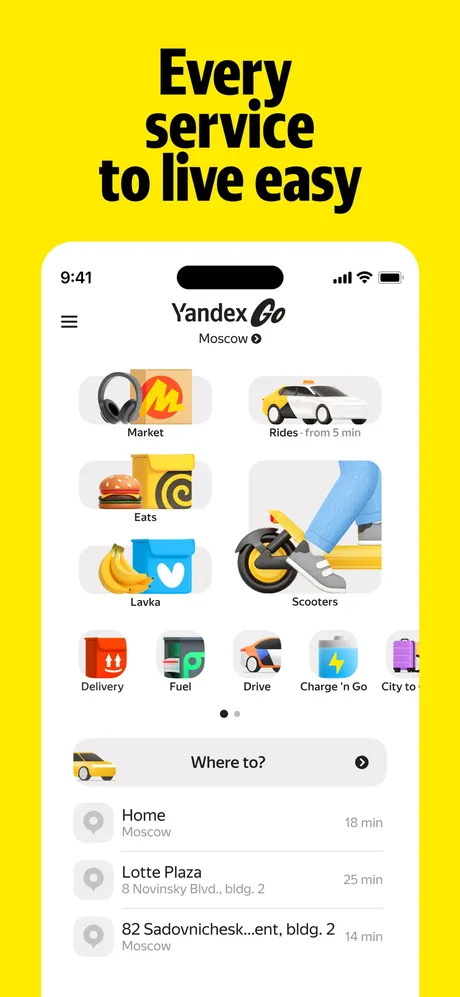 Every
service
to live easy
9:41
Yandex Go
Moscow
Market
Rides · from 5 min
Eats
Lavka
Scooters
Delivery
Fuel
Drive
Charge 'n Go
City to
Where to?
Home
18 min
Moscow
Lotte Plaza
25 min
8 Novinsky Blvd., bldg. 2
82 Sadovnichesk...ent, bldg. 2
14 min
Moscow